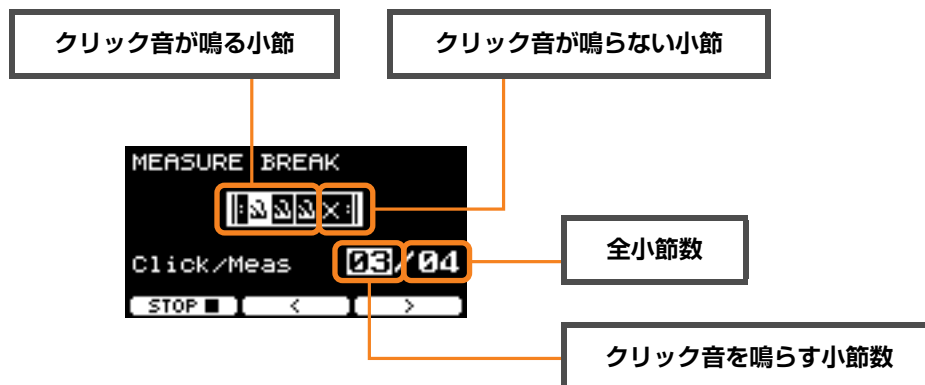 クリック音が鳴る小節
クリック音が鳴らない小節
MEASURE BREAK
Click/Meas 03/04
全小節数
STOP ■ < >
クリック音を鳴らす小節数